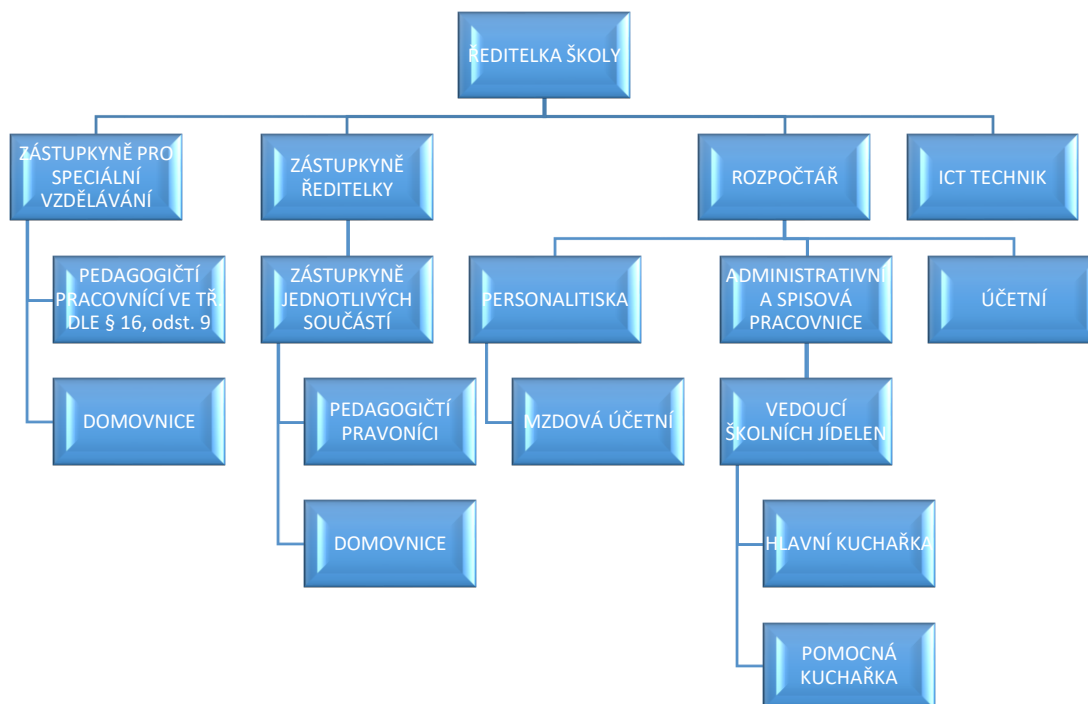 ŘEDITELKA ŠKOLY
ZÁSTUPKYNĚ PRO
SPECIÁLNÍ
VZDĚLÁVÁNÍ
ZÁSTUPKYNĚ
ŘEDITELKY
ROZPOČTÁŘ
ICT TECHNIK
PEDAGOGIČTÍ
PRACOVNÍCÍ VE TŘ.
DLE § 16, odst. 9
ZÁSTUPKYNĚ
JEDNOTLIVÝCH
SOUČÁSTÍ
PERSONALITISKA
ADMINISTRATIVNÍ
A SPISOVÁ
PRACOVNICE
ÚČETNÍ
DOMOVNICE
PEDAGOGIČTÍ
PRAVONÍCI
MZDOVÁ ÚČETNÍ
VEDOUCÍ
ŠKOLNÍCH JÍDELEN
DOMOVNICE
HLAVNÍ KUCHAŘKA
POMOCNÁ
KUCHAŘKA